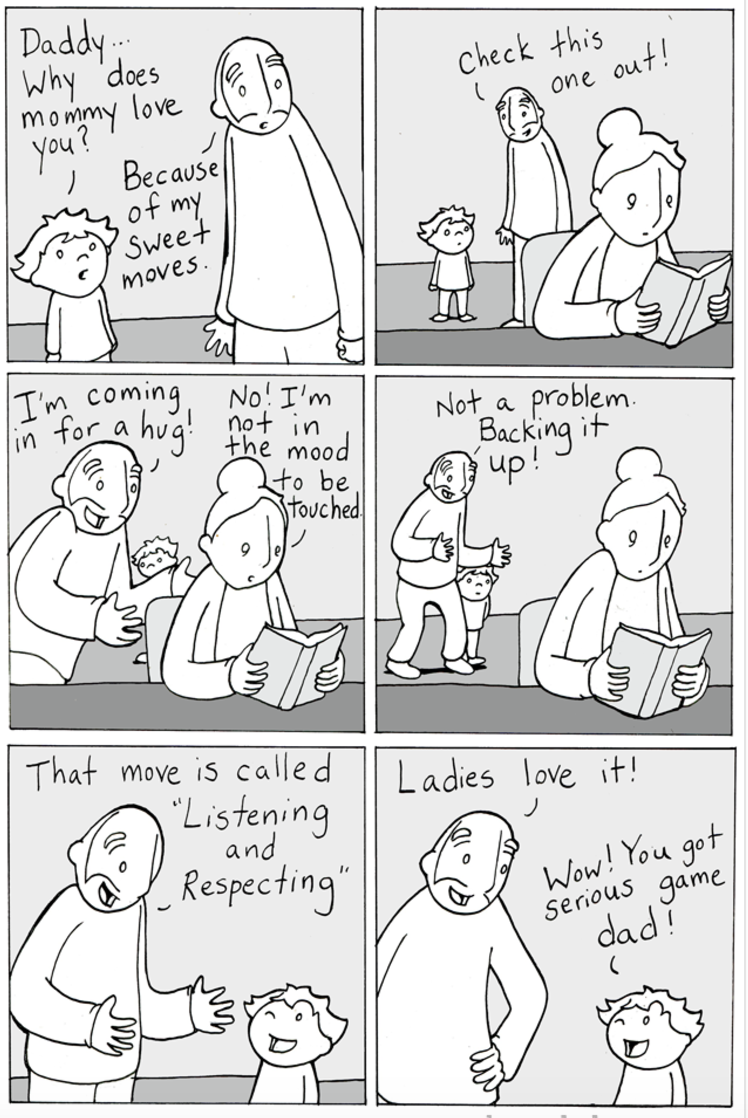 Daddy...
Why does
mommy love
you?
Because
of my
sweet
moves.
Check this
one out!
I'm coming
in for a hug!
No! I'm
not in
the mood
to be
touched.
Not a problem.
Backing it
up!
That move is called
"Listening
and
Respecting"
Ladies love it!
Wow! You got
serious game
dad!